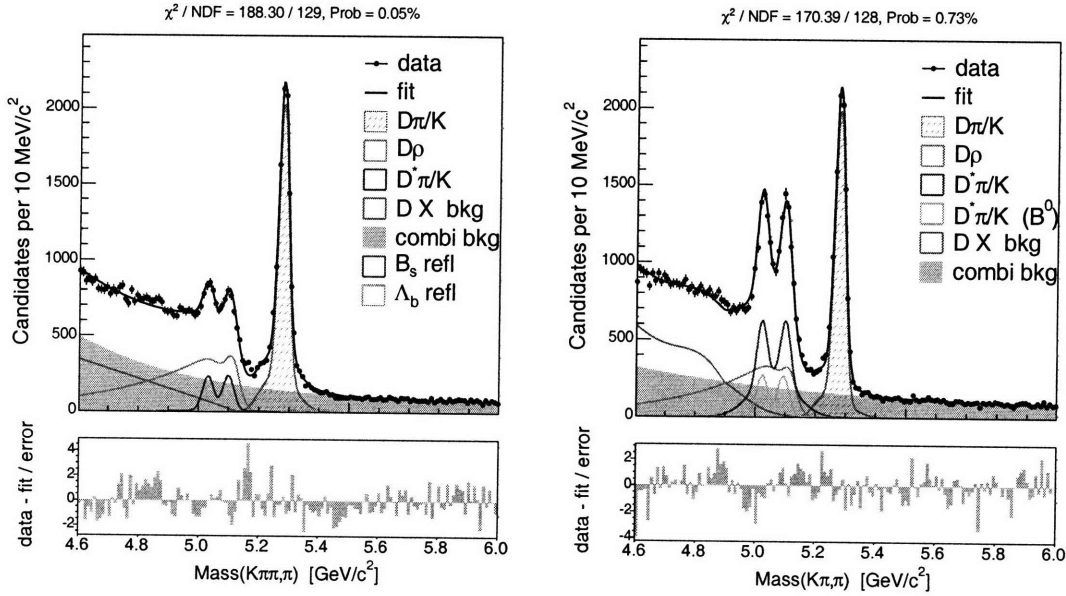 χ² / NDF = 188.30 / 129, Prob = 0.05%
Candidates per 10 MeV/c²
2000
1500
1000
500
0
data
fit
Dπ/K
Dρ
D*π/K
D X bkg
combi bkg
Bs refl
Λb refl
data - fit / error
4
2
0
-2
4.6 4.8 5.0 5.2 5.4 5.6 5.8 6.0
Mass(Kππ,π) [GeV/c²]
χ² / NDF = 170.39 / 128, Prob = 0.73%
Candidates per 10 MeV/c²
2000
1500
1000
500
0
data
fit
Dπ/K
Dρ
D*π/K
D*π/K (B⁰)
D X bkg
combi bkg
data - fit / error
2
0
-2
-4
4.6 4.8 5.0 5.2 5.4 5.6 5.8 6.0
Mass(Kπ,π) [GeV/c²]